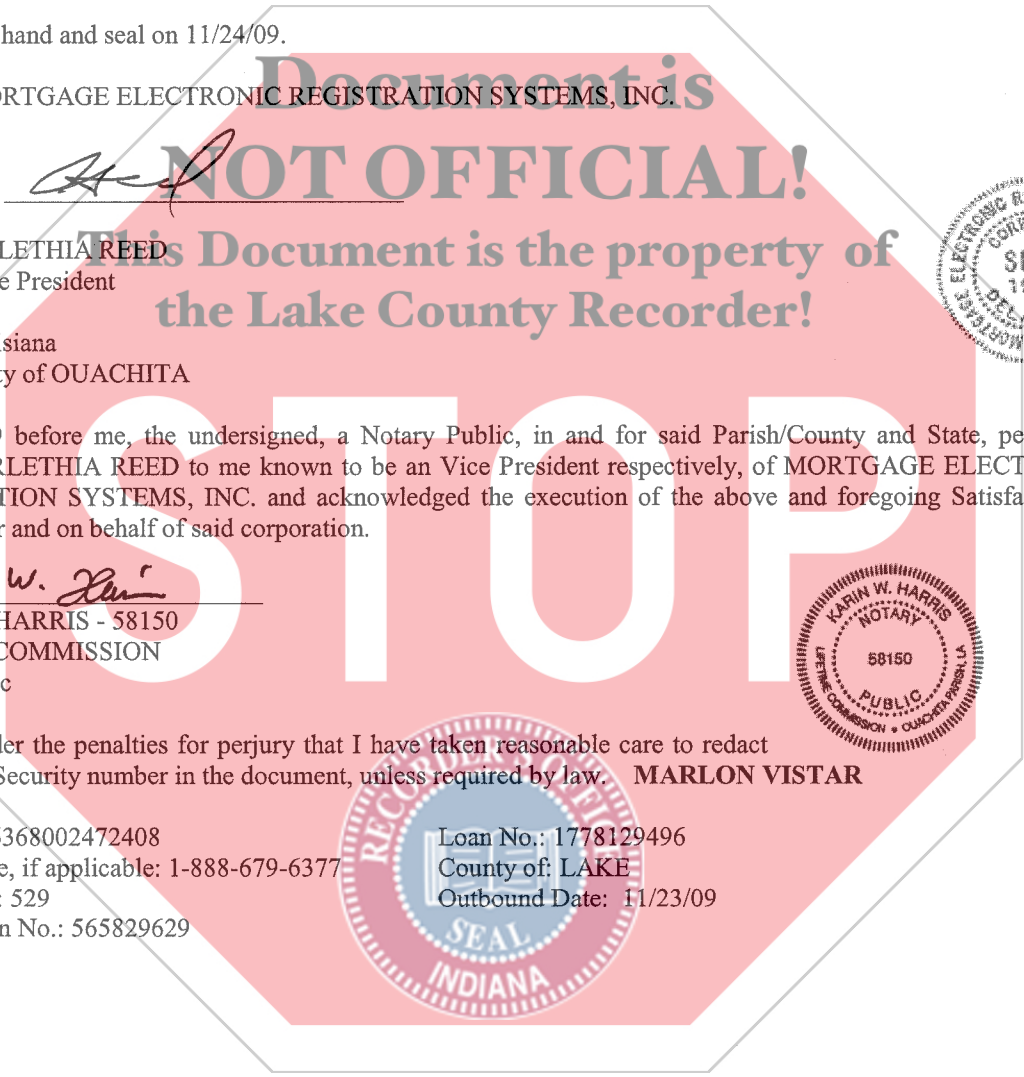 hand and seal on 11/24/09.
ORTGAGE ELECTRONIC REGISTRATION SYSTEMS, INC.
Document is
NOT OFFICIAL!
This Document is the property of
the Lake County Recorder!
LETHIA REED
e President
siana
ty of OUACHITA
before me, the undersigned, a Notary Public, in and for said Parish/County and State, pe
RLETHIA REED to me known to be an Vice President respectively, of MORTGAGE ELECT
TION SYSTEMS, INC. and acknowledged the execution of the above and foregoing Satisfa
r and on behalf of said corporation.
STOP
W. Harris
HARRIS - 58150
COMMISSION
c
KARIN W. HARRIS
NOTARY
58150
PUBLIC
LIFETIME COMMISSION • OUACHITA PARISH, LA
er the penalties for perjury that I have taken reasonable care to redact
Security number in the document, unless required by law. MARLON VISTAR
368002472408
Loan No.: 1778129496
e, if applicable: 1-888-679-6377
County of: LAKE
: 529
Outbound Date: 11/23/09
n No.: 565829629
RECORDER'S OFFICE
SEAL
INDIANA